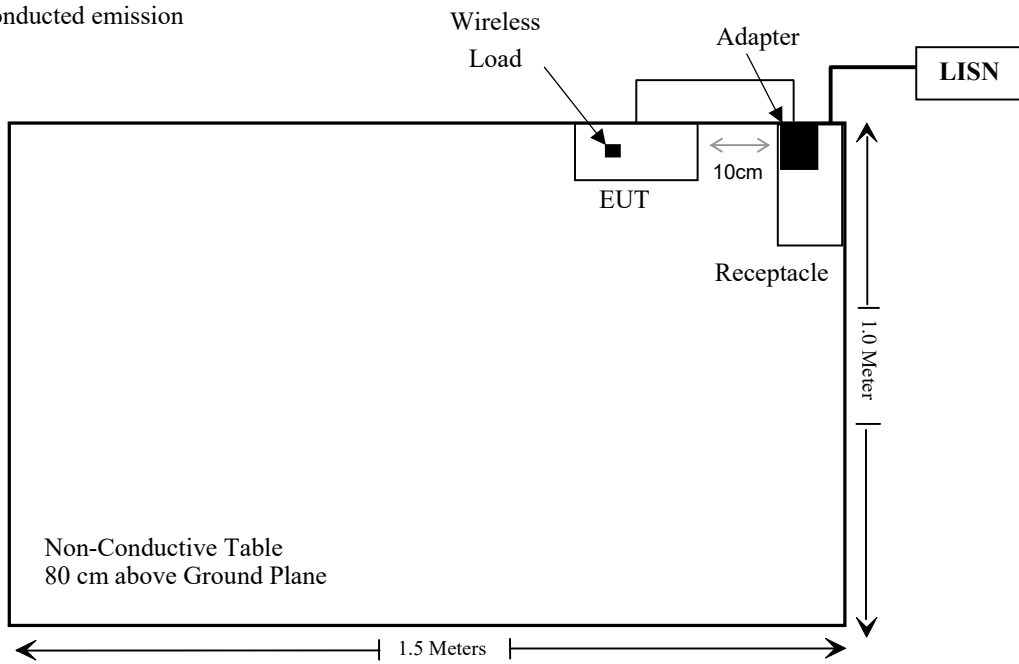 onducted emission
Wireless
Load
Adapter
LISN
10cm
EUT
Receptacle
1.0 Meter
Non-Conductive Table
80 cm above Ground Plane
1.5 Meters